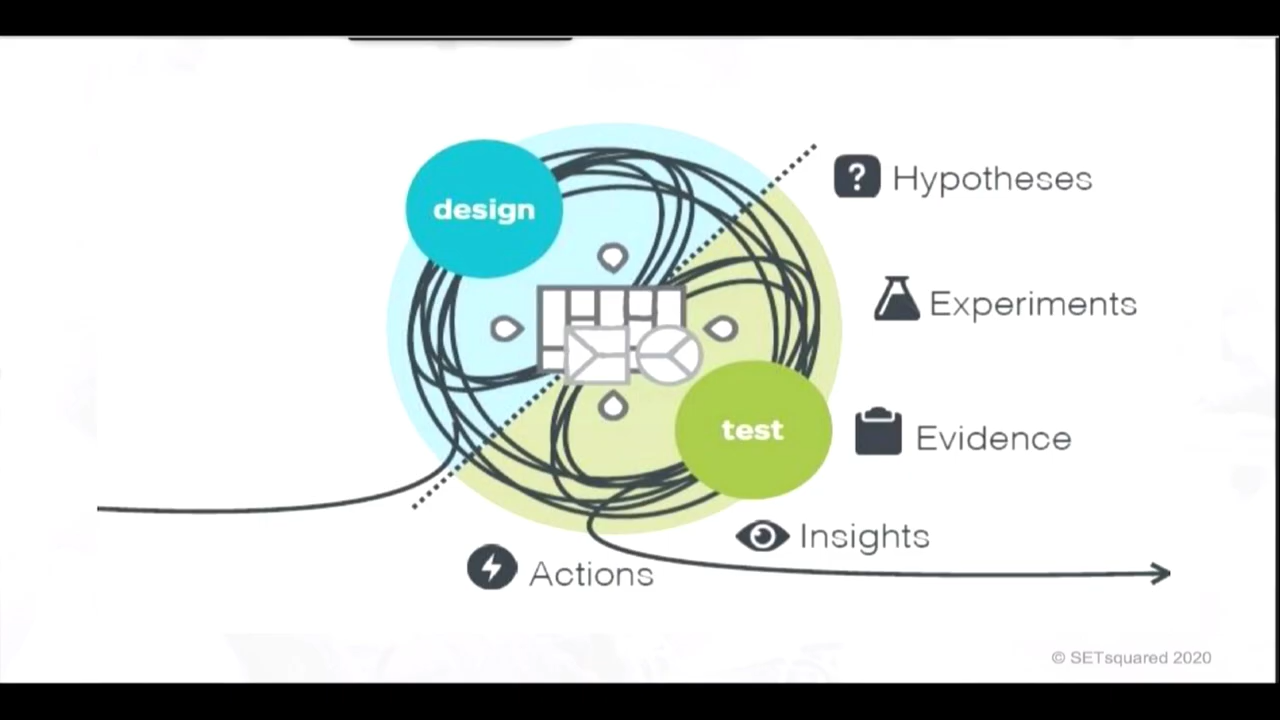 design
Hypotheses
Experiments
test
Evidence
Insights
Actions
© SETsquared 2020